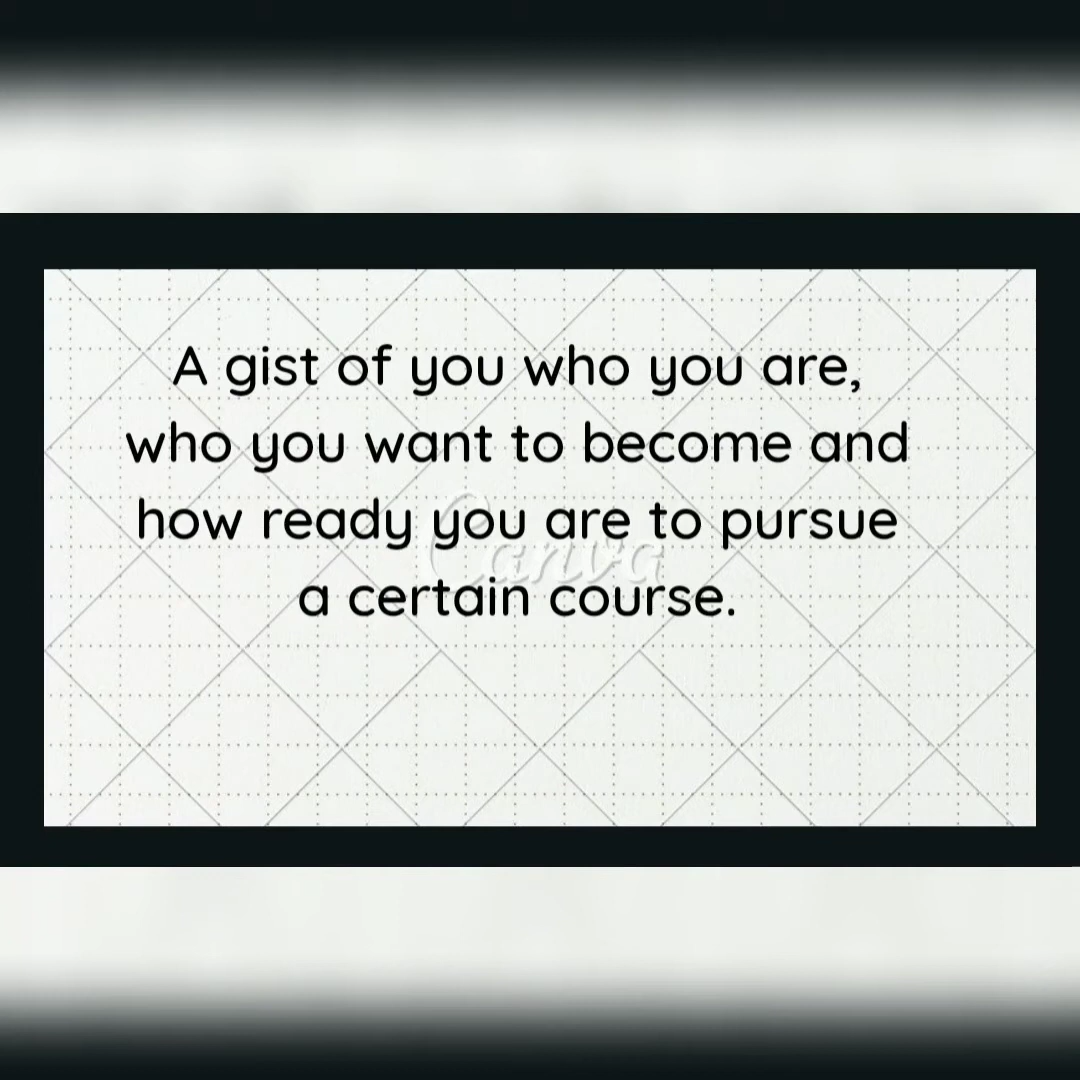 A gist of you who you are,
who you want to become and
how ready you are to pursue
Canva
a certain course.